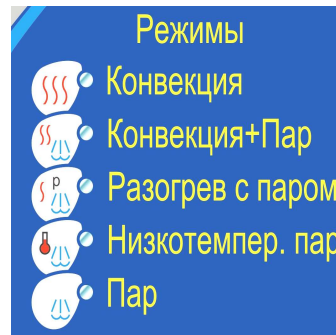 Режимы
Конвекция
Конвекция+Пар
р
Разогрев с паром
Низкотемпер. пар
Пар